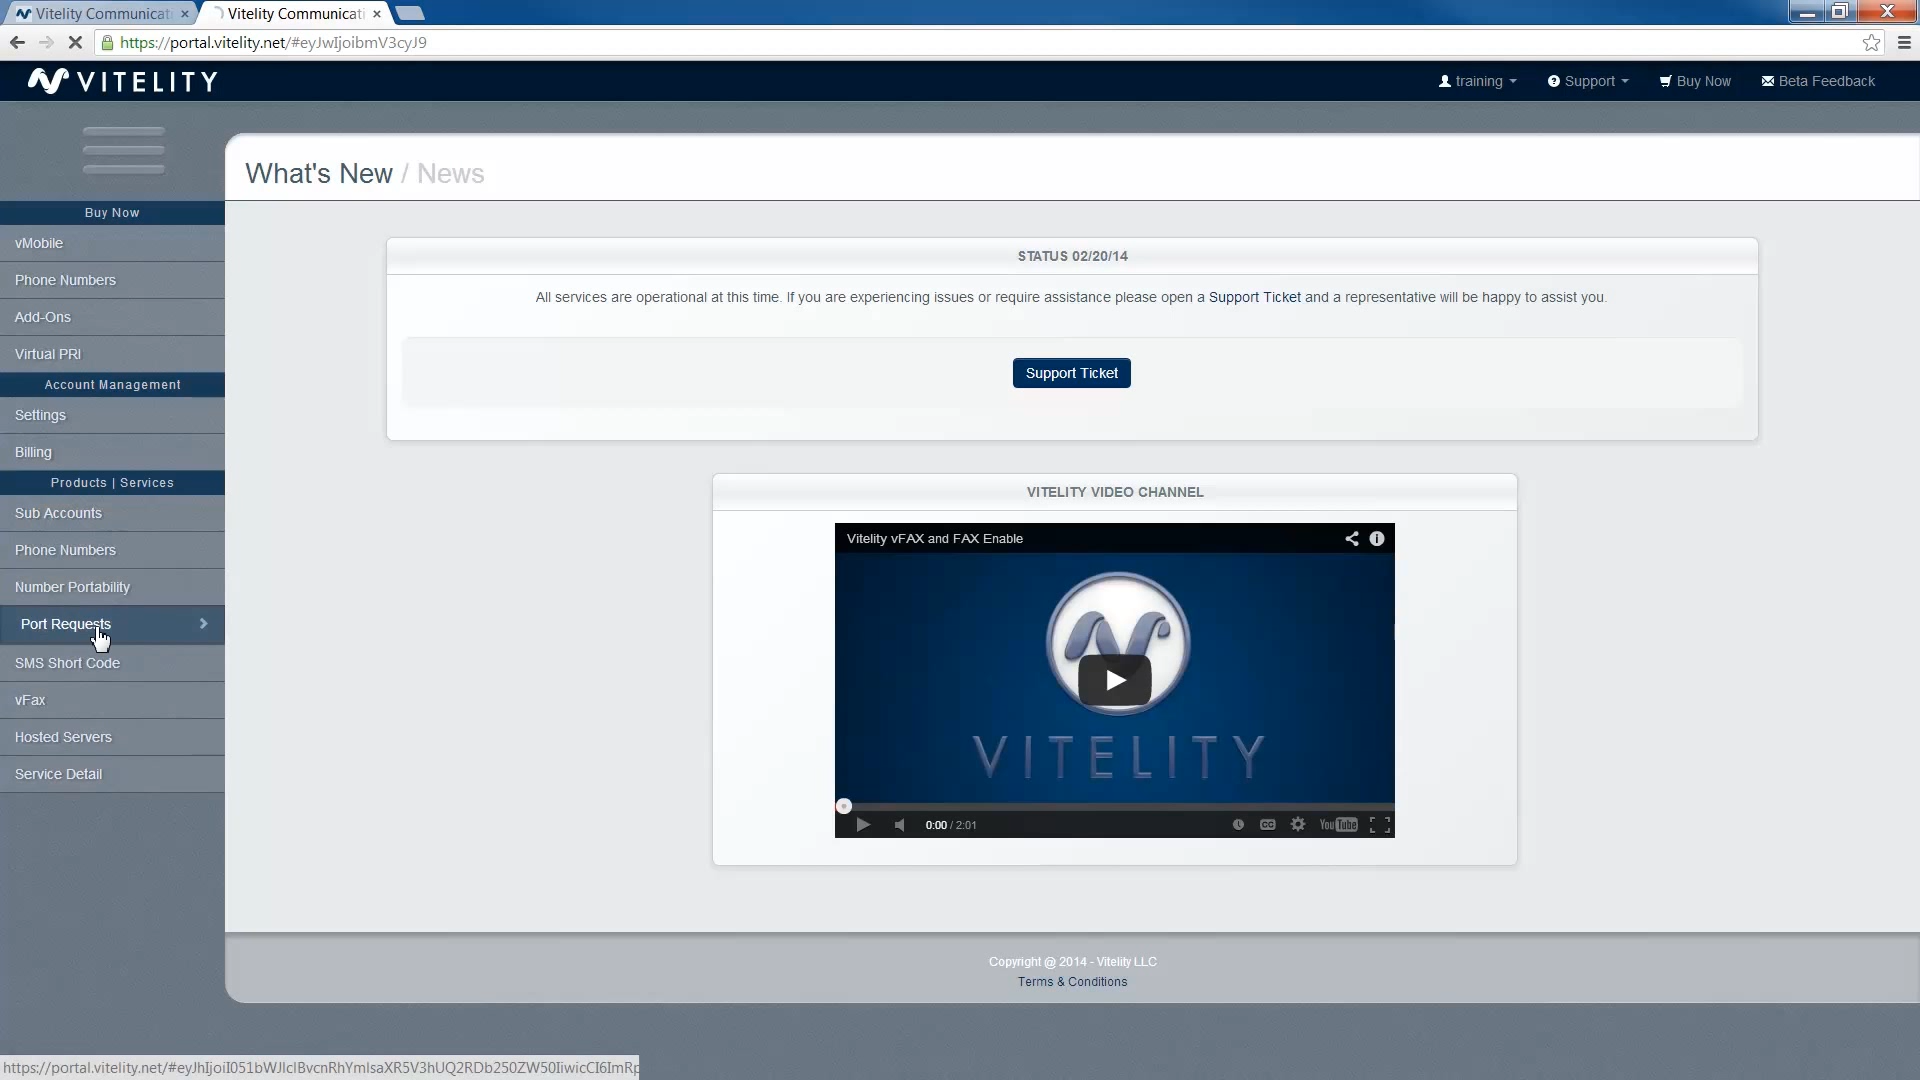 Vitelity Communicati
Vitelity Communicati
https://portal.vitelity.net/#eyJwIjoibmV3cyJ9
VITELITY
training
Support
Buy Now
Beta Feedback
What's New / News
Buy Now
vMobile
Phone Numbers
Add-Ons
Virtual PRI
Account Management
Settings
Billing
Products | Services
Sub Accounts
Phone Numbers
Number Portability
Port Requests
SMS Short Code
vFax
Hosted Servers
Service Detail
STATUS 02/20/14
All services are operational at this time. If you are experiencing issues or require assistance please open a Support Ticket and a representative will be happy to assist you.
Support Ticket
VITELITY VIDEO CHANNEL
Vitelity vFAX and FAX Enable
VITELITY
0:00 / 2:01
CC
YouTube
Copyright @ 2014 - Vitelity LLC
Terms & Conditions